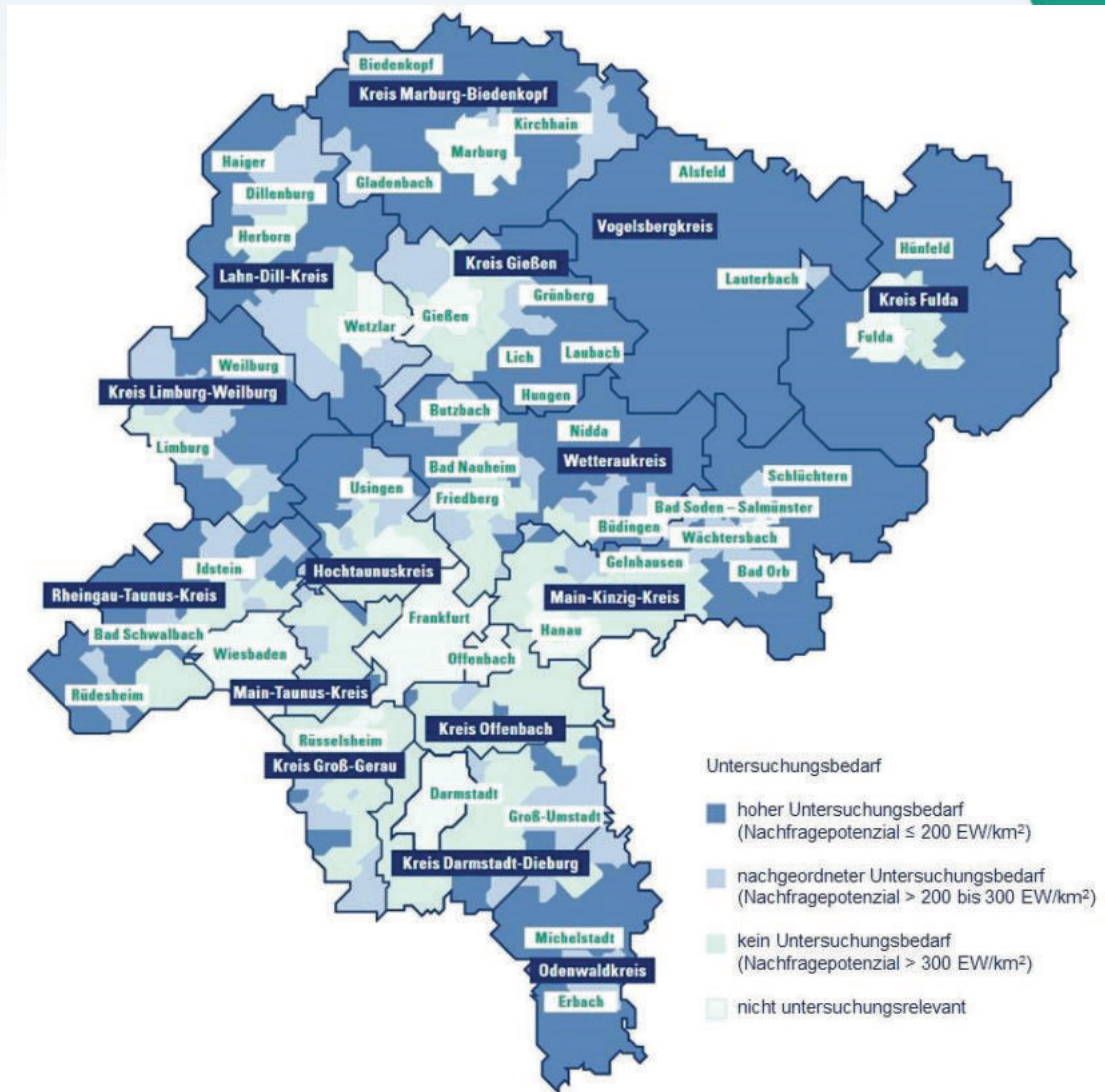 Biedenkopf
Kreis Marburg-Biedenkopf
Kirchhain
Marburg
Haiger
Gladenbach
Alsfeld
Dillenburg
Vogelsbergkreis
Herborn
Hünfeld
Kreis Gießen
Lahn-Dill-Kreis
Lauterbach
Grünberg
Kreis Fulda
Gießen
Wetzlar
Fulda
Laubach
Lich
Weilburg
Kreis Limburg-Weilburg
Hungen
Butzbach
Nidda
Limburg
Wetteraukreis
Bad Nauheim
Schlüchtern
Usingen
Friedberg
Bad Soden – Salmünster
Büdingen
Wächtersbach
Gelnhausen
Idstein
Hochtaunuskreis
Bad Orb
Rheingau-Taunus-Kreis
Main-Kinzig-Kreis
Frankfurt
Hanau
Bad Schwalbach
Wiesbaden
Offenbach
Rüdesheim
Main-Taunus-Kreis
Kreis Offenbach
Rüsselsheim
Kreis Groß-Gerau
Darmstadt
Groß-Umstadt
Kreis Darmstadt-Dieburg
Michelstadt
Odenwaldkreis
Erbach
Untersuchungsbedarf
hoher Untersuchungsbedarf
(Nachfragepotenzial ≤ 200 EW/km²)
nachgeordneter Untersuchungsbedarf
(Nachfragepotenzial > 200 bis 300 EW/km²)
kein Untersuchungsbedarf
(Nachfragepotenzial > 300 EW/km²)
nicht untersuchungsrelevant